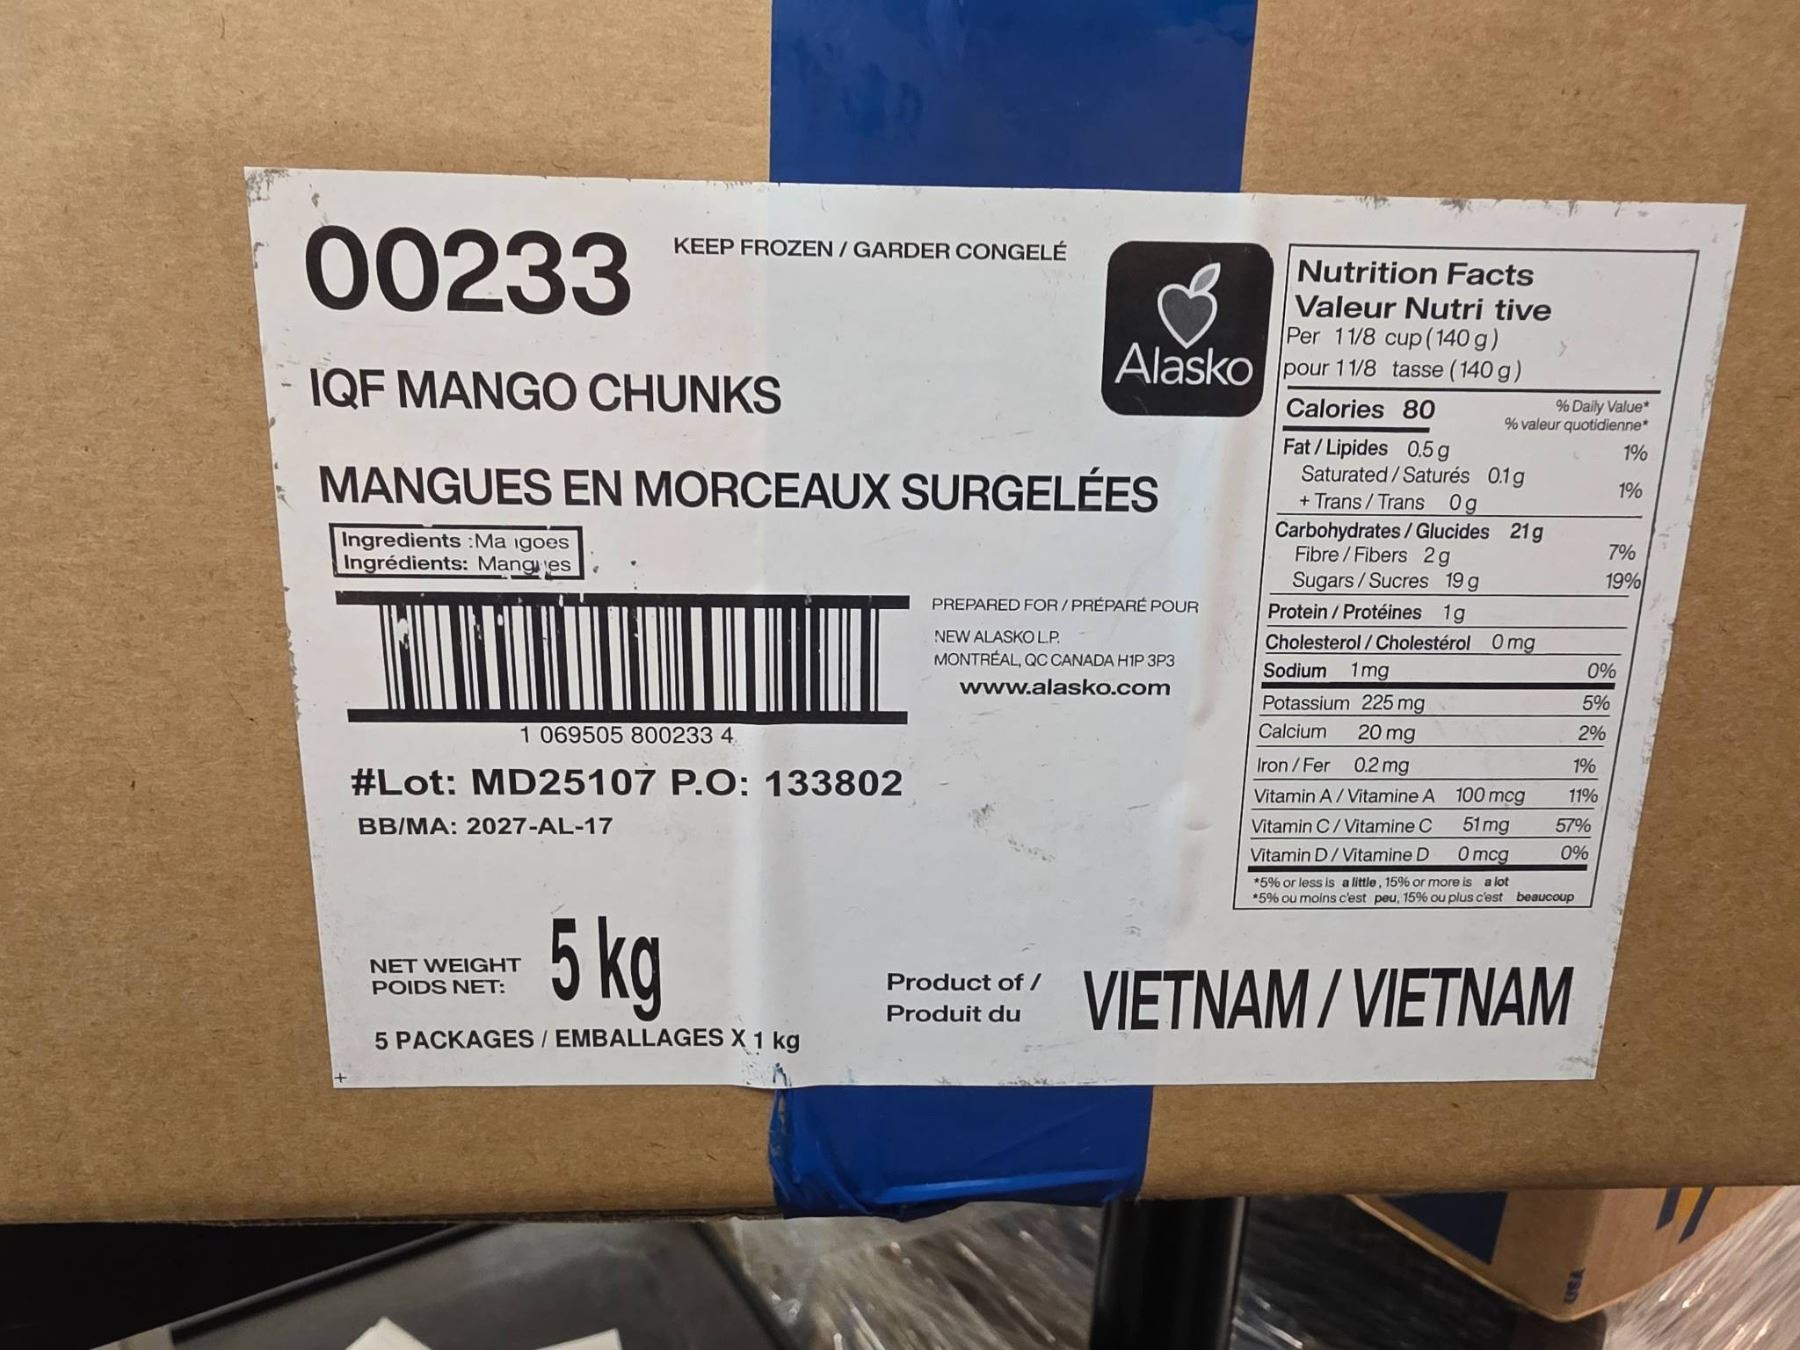 00233
KEEP FROZEN / GARDER CONGELÉ
IQF MANGO CHUNKS
MANGUES EN MORCEAUX SURGELÉES
Ingredients :Ma goes
Ingrédients: Mangues
1 069505 800233 4
#Lot: MD25107 P.O: 133802
BB/MA: 2027-AL-17
NET WEIGHT
POIDS NET:
5 kg
5 PACKAGES / EMBALLAGES X 1 kg
PREPARED FOR / PRÉPARÉ POUR
NEW ALASKO L.P.
MONTRÉAL, QC CANADA H1P 3P3
www.alasko.com
Product of /
Produit du
VIETNAM / VIETNAM
Alasko
Nutrition Facts
Valeur Nutri tive
Per 1 1/8 cup (140 g)
pour 1 1/8 tasse (140 g)
Calories 80
% Daily Value*
% valeur quotidienne*
Fat / Lipides 0.5 g 1%
Saturated / Saturés 0.1 g
+ Trans / Trans 0 g 1%
Carbohydrates / Glucides 21 g
Fibre / Fibers 2 g 7%
Sugars / Sucres 19 g 19%
Protein / Protéines 1 g
Cholesterol / Cholestérol 0 mg
Sodium 1 mg 0%
Potassium 225 mg 5%
Calcium 20 mg 2%
Iron / Fer 0.2 mg 1%
Vitamin A / Vitamine A 100 mcg 11%
Vitamin C / Vitamine C 51 mg 57%
Vitamin D / Vitamine D 0 mcg 0%
*5% or less is a little, 15% or more is a lot
*5% ou moins c'est peu, 15% ou plus c'est beaucoup